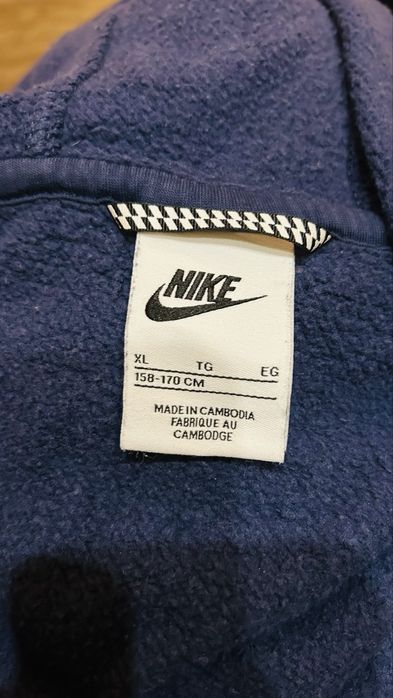 NIKE
XL TG EG
158-170 CM
MADE IN CAMBODIA
FABRIQUE AU
CAMBODGE